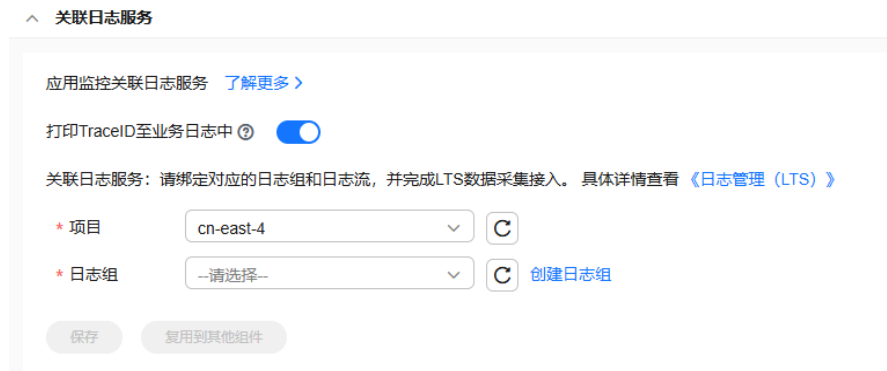 关联日志服务
应用监控关联日志服务 了解更多
打印TraceID至业务日志中
关联日志服务：请绑定对应的日志组和日志流，并完成LTS数据采集接入。 具体详情查看 《日志管理（LTS）》
* 项目 cn-east-4
* 日志组 --请选择-- 创建日志组
保存 复用到其他组件